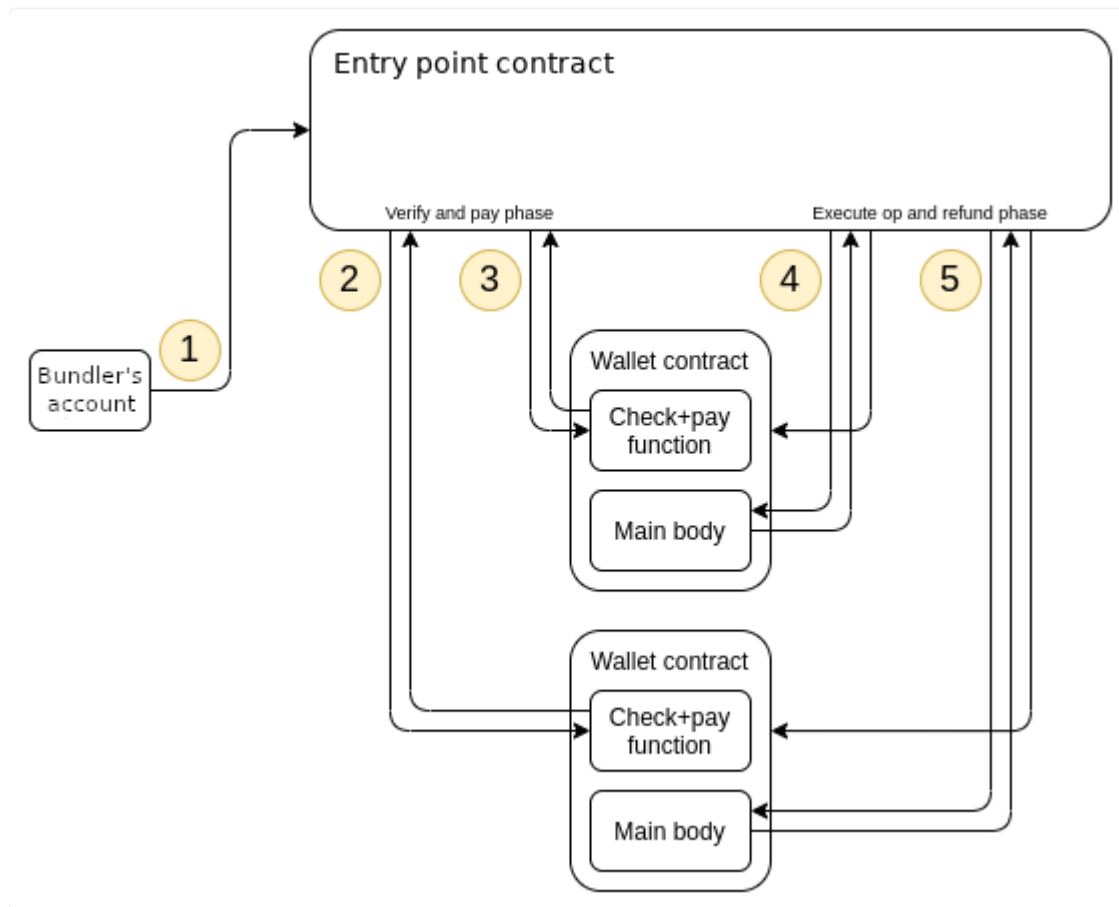 Entry point contract
Verify and pay phase
Execute op and refund phase
2
3
4
5
1
Bundler's
account
Wallet contract
Check+pay
function
Main body
Wallet contract
Check+pay
function
Main body